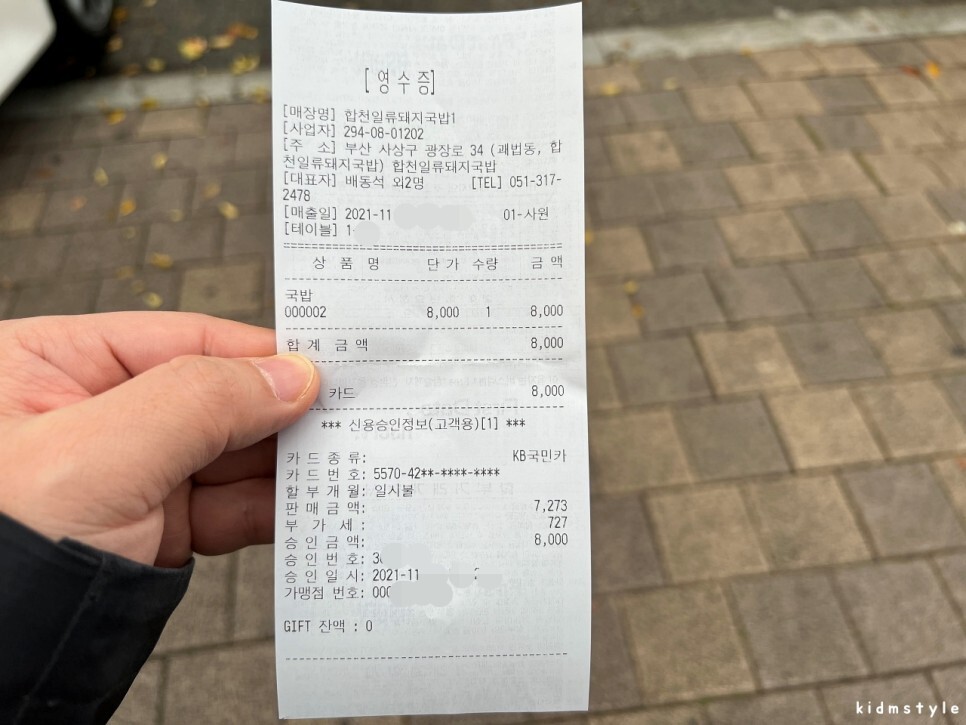 [영수증]
[매장명] 합천일류돼지국밥1
[사업자] 294-08-01202
[주 소] 부산 사상구 광장로 34 (괘법동, 합
천일류돼지국밥) 합천일류돼지국밥
[대표자] 배동석 외2명 [TEL] 051-317-
2478
[매출일] 2021-11 01-사원
[테이블] 1-
상 품 명 단가 수량 금 액
국밥
000002 8,000 1 8,000
합 계 금 액 8,000
카드 8,000
*** 신용승인정보(고객용)[1] ***
카 드 종 류: KB국민카
카 드 번 호: 5570-42**-****-****
할 부 개 월: 일시불
판 매 금 액: 7,273
부 가 세 : 727
승 인 금 액: 8,000
승 인 번 호: 3
승 인 일 시: 2021-11
가맹점 번호: 000
GIFT 잔액 : 0
kidmstyle